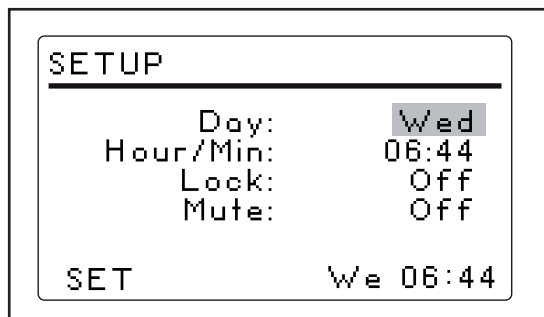 SETUP
Day: Wed
Hour/Min: 06:44
Lock: Off
Mute: Off
SET We 06:44